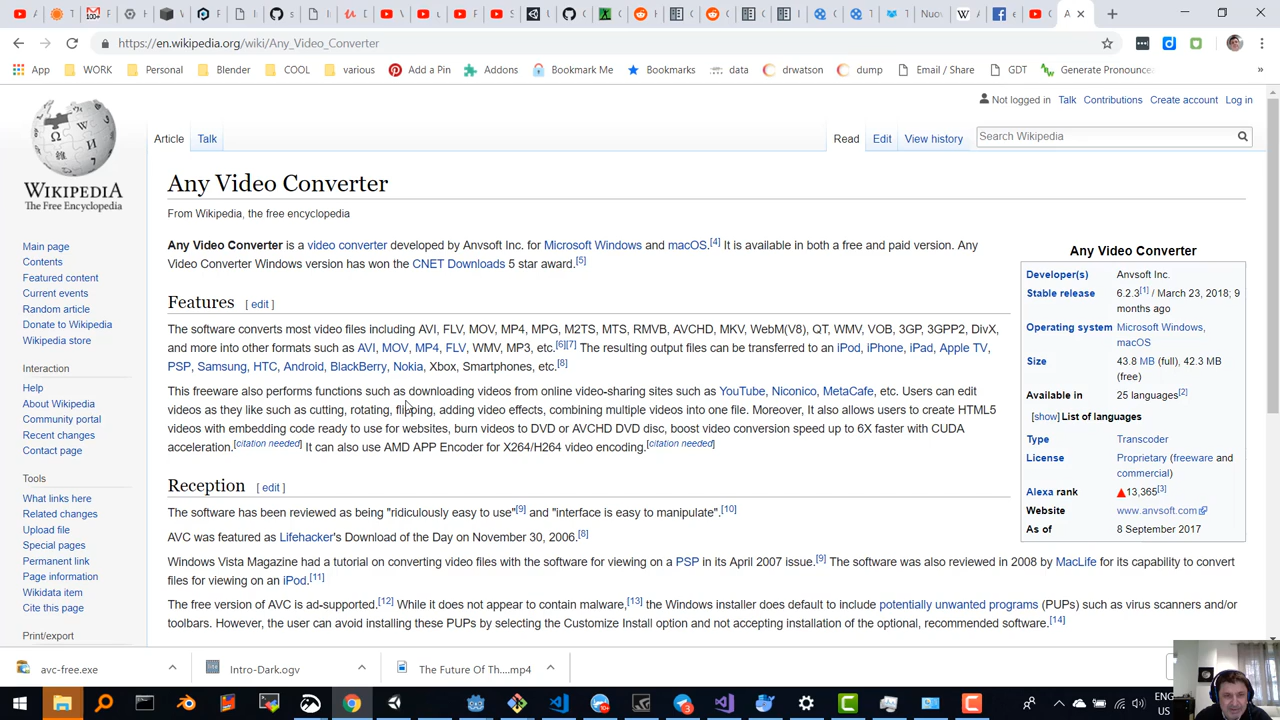 https://en.wikipedia.org/wiki/Any_Video_Converter
App WORK Personal Blender COOL various Add a Pin Addons Bookmark Me Bookmarks data drwatson dump Email / Share GDT Generate Pronounce
Not logged in Talk Contributions Create account Log in
Article Talk Read Edit View history Search Wikipedia
WIKIPEDIA
The Free Encyclopedia
Main page
Contents
Featured content
Current events
Random article
Donate to Wikipedia
Wikipedia store
Interaction
Help
About Wikipedia
Community portal
Recent changes
Contact page
Tools
What links here
Related changes
Upload file
Special pages
Permanent link
Page information
Wikidata item
Cite this page
Print/export
Any Video Converter
From Wikipedia, the free encyclopedia
Any Video Converter is a video converter developed by Anvsoft Inc. for Microsoft Windows and macOS.[4] It is available in both a free and paid version. Any
Video Converter Windows version has won the CNET Downloads 5 star award.[5]
Features [ edit ]
The software converts most video files including AVI, FLV, MOV, MP4, MPG, M2TS, MTS, RMVB, AVCHD, MKV, WebM(V8), QT, WMV, VOB, 3GP, 3GPP2, DivX,
and more into other formats such as AVI, MOV, MP4, FLV, WMV, MP3, etc.[6][7] The resulting output files can be transferred to an iPod, iPhone, iPad, Apple TV,
PSP, Samsung, HTC, Android, BlackBerry, Nokia, Xbox, Smartphones, etc.[8]
This freeware also performs functions such as downloading videos from online video-sharing sites such as YouTube, Niconico, MetaCafe, etc. Users can edit
videos as they like such as cutting, rotating, flipping, adding video effects, combining multiple videos into one file. Moreover, It also allows users to create HTML5
videos with embedding code ready to use for websites, burn videos to DVD or AVCHD DVD disc, boost video conversion speed up to 6X faster with CUDA
acceleration.[citation needed] It can also use AMD APP Encoder for X264/H264 video encoding.[citation needed]
Reception [ edit ]
The software has been reviewed as being "ridiculously easy to use"[9] and "interface is easy to manipulate".[10]
AVC was featured as Lifehacker's Download of the Day on November 30, 2006.[8]
Windows Vista Magazine had a tutorial on converting video files with the software for viewing on a PSP in its April 2007 issue.[9] The software was also reviewed in 2008 by MacLife for its capability to convert
files for viewing on an iPod.[11]
The free version of AVC is ad-supported.[12] While it does not appear to contain malware,[13] the Windows installer does default to include potentially unwanted programs (PUPs) such as virus scanners and/or
toolbars. However, the user can avoid installing these PUPs by selecting the Customize Install option and not accepting installation of the optional, recommended software.[14]
Any Video Converter
Developer(s) Anvsoft Inc.
Stable release 6.2.3[1] / March 23, 2018; 9
months ago
Operating system Microsoft Windows,
macOS
Size 43.8 MB (full), 42.3 MB
(free)
Available in 25 languages[2]
[show] List of languages
Type Transcoder
License Proprietary (freeware and
commercial)
Alexa rank 13,365[3]
Website www.anvsoft.com
As of 8 September 2017
avc-free.exe Intro-Dark.ogv The Future Of Th....mp4
ENG
US